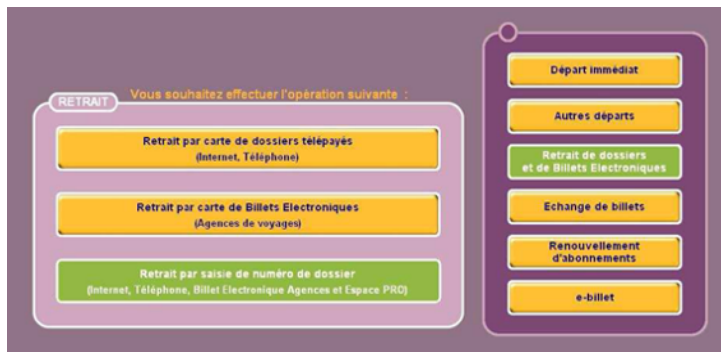 RETRAIT
Vous souhaitez effectuer l'opération suivante :
Retrait par carte de dossiers télépayés
(Internet, Téléphone)
Retrait par carte de Billets Electroniques
(Agences de voyages)
Retrait par saisie de numéro de dossier
(Internet, Téléphone, Billet Electronique Agences et Espace PRO)
Départ immédiat
Autres départs
Retrait de dossiers
et de Billets Electroniques
Echange de billets
Renouvellement
d'abonnements
e-billet